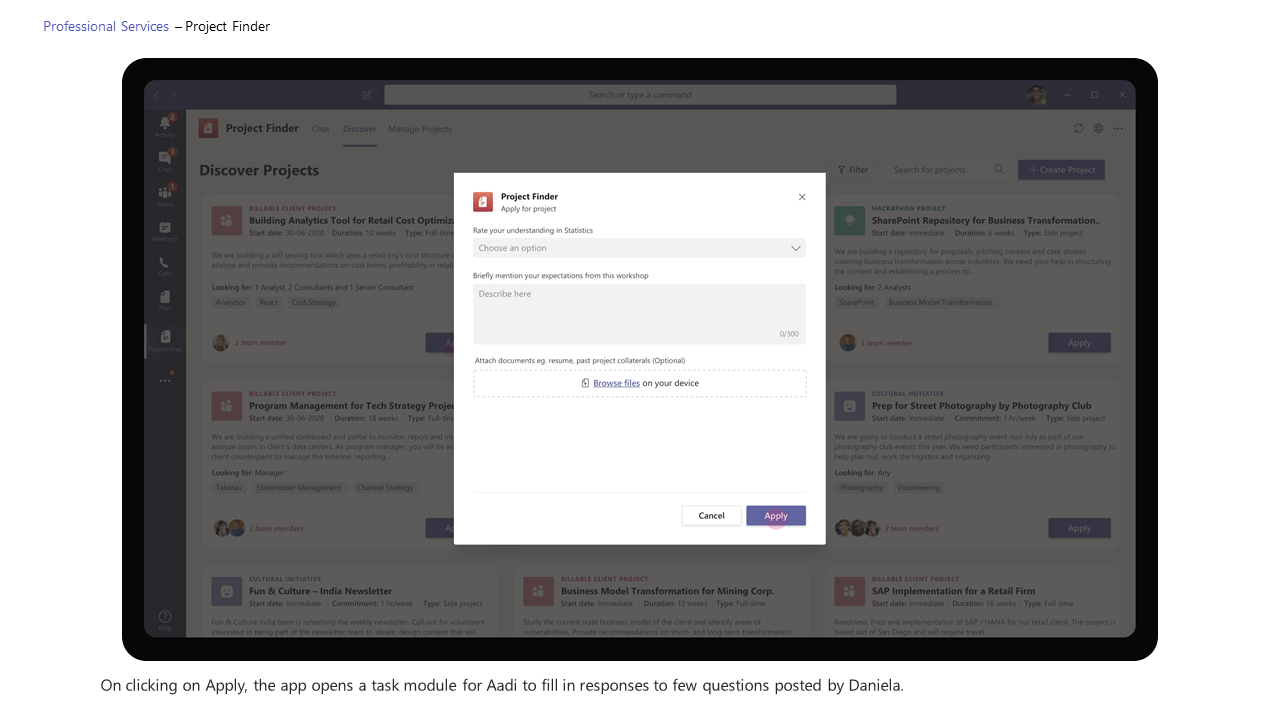 Professional Services – Project Finder
Search or type a command
Activity
Chat
Teams
Meetings
Calls
Files
Project Find
Help
Project Finder Chat Discover Manage Projects
Discover Projects
Filter Search for projects + Create Project
BILLABLE CLIENT PROJECT
Building Analytics Tool for Retail Cost Optimiza
Start date: 30-06-2020 Duration: 10 weeks Type: Full-time
We are building a self serving tool which uses a retail org's cost structure
analyze and provide recommendations on cost levers, profitability in retail
Looking for: 1 Analyst, 2 Consultants and 1 Senior Consultant
Analytics React Cost Strategy
1 team member
Ap
HACKATHON PROJECT
SharePoint Repository for Business Transformation..
Start date: Immediate Duration: 6 weeks Type: Side project
We are building a repository for proposals, pitching content and case studies
covering business transformation across industries. We need your help in structuring
the content and establishing a process to...
Looking for: 2 Analysts
SharePoint Business Model Transformation
1 team member
Apply
Project Finder
Apply for project
Rate your understanding in Statistics
Choose an option
Briefly mention your expectations from this workshop
Describe here
0/300
Attach documents eg. resume, past project collaterals (Optional)
Browse files on your device
Cancel Apply
BILLABLE CLIENT PROJECT
Program Management for Tech Strategy Projec
Start date: 30-06-2020 Duration: 18 weeks Type: Full-tim
We are building a unified dashboard and portal to monitor, report and int
analyze issues in client's data centers. As program manager, you will be w
client counterparts to manage the timeline, reporting...
Looking for: Manager
Tableau Stakeholder Management Channel Strategy
2 team members
Ap
CULTURAL INITIATIVE
Prep for Street Photography by Photography Club
Start date: Immediate Commitment: 1 hr/week Type: Side project
We are going to conduct a street photography event mid-July as part of our
photography club events this year. We need participants interested in photography to
help plan out, work the logistics and organizing
Looking for: Any
Photography Volunteering
3 team members
Apply
CULTURAL INITIATIVE
Fun & Culture – India Newsletter
Start date: Immediate Commitment: 1 hr/week Type: Side project
Fun & Culture India team is rehashing the weekly newsletter. Call out for volunteers
interested in being part of the newsletter team to ideate, design content that will
BILLABLE CLIENT PROJECT
Business Model Transformation for Mining Corp.
Start date: Immediate Duration: 12 weeks Type: Full-time
Study the current state business model of the client and identify areas of
vulnerabilities. Provide recommendations on short- and long-term transformation
BILLABLE CLIENT PROJECT
SAP Implementation for a Retail Firm
Start date: Immediate Duration: 16 weeks Type: Full-time
Readiness, Prep and implementation of SAP / HANA for our retail client. The project is
based out of San Diego and will require travel
On clicking on Apply, the app opens a task module for Aadi to fill in responses to few questions posted by Daniela.